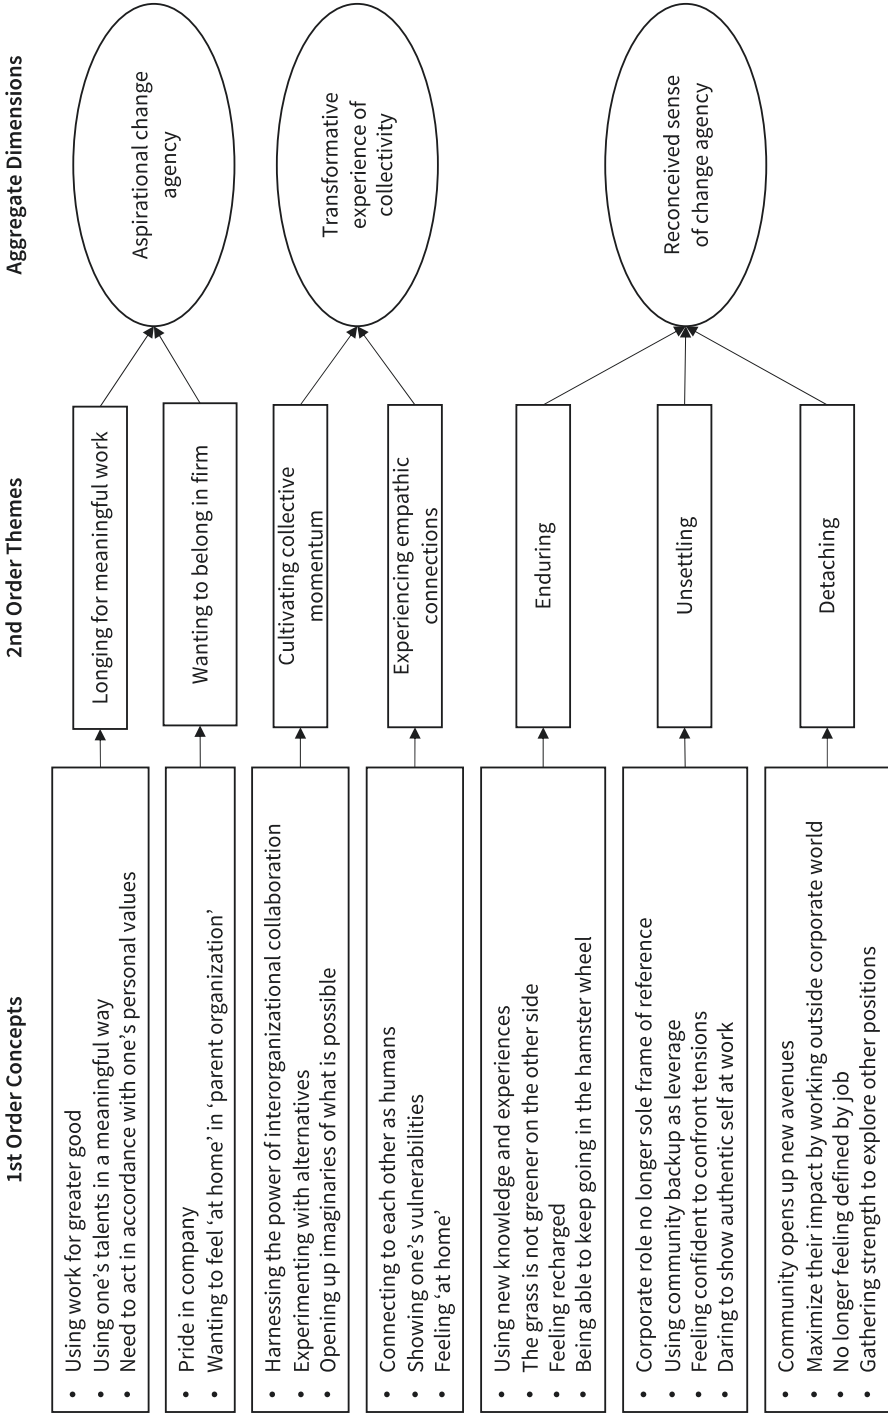 1st Order Concepts
2nd Order Themes
Aggregate Dimensions
• Using work for greater good
• Using one’s talents in a meaningful way
• Need to act in accordance with one’s personal values
Longing for meaningful work
• Pride in company
• Wanting to feel ‘at home’ in ‘parent organization’
Wanting to belong in firm
Aspirational change
agency
• Harnessing the power of interorganizational collaboration
• Experimenting with alternatives
• Opening up imaginaries of what is possible
Cultivating collective
momentum
• Connecting to each other as humans
• Showing one’s vulnerabilities
• Feeling ‘at home’
Experiencing empathic
connections
Transformative
experience of
collectivity
• Using new knowledge and experiences
• The grass is not greener on the other side
• Feeling recharged
• Being able to keep going in the hamster wheel
Enduring
• Corporate role no longer sole frame of reference
• Using community backup as leverage
• Feeling confident to confront tensions
• Daring to show authentic self at work
Unsettling
• Community opens up new avenues
• Maximize their impact by working outside corporate world
• No longer feeling defined by job
• Gathering strength to explore other positions
Detaching
Reconceived sense
of change agency